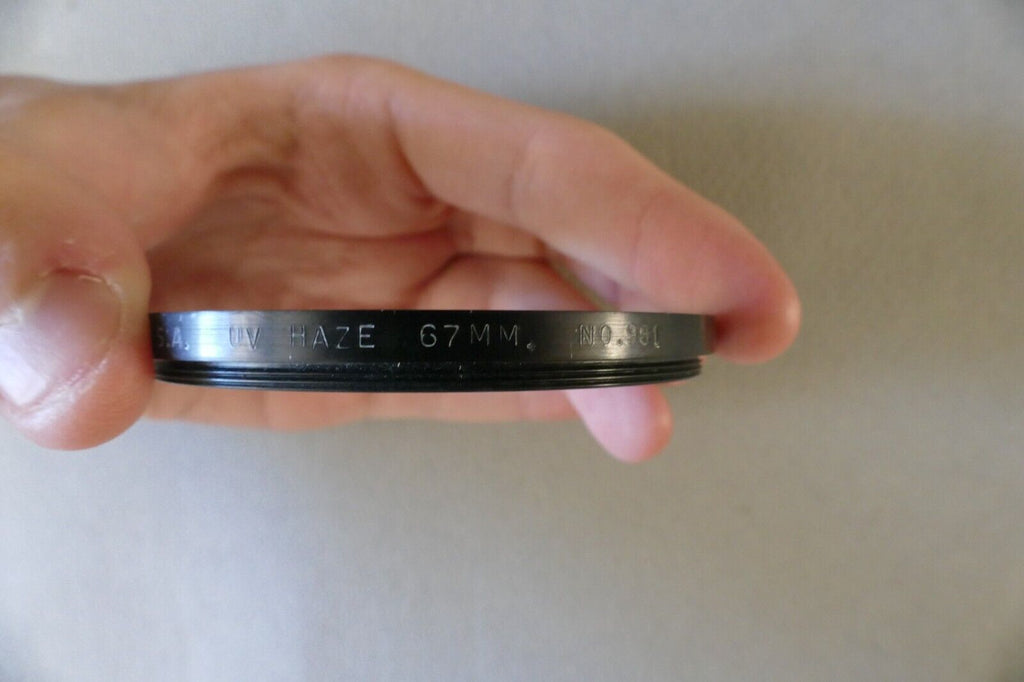 S.A. UV HAZE 67MM. NO.981